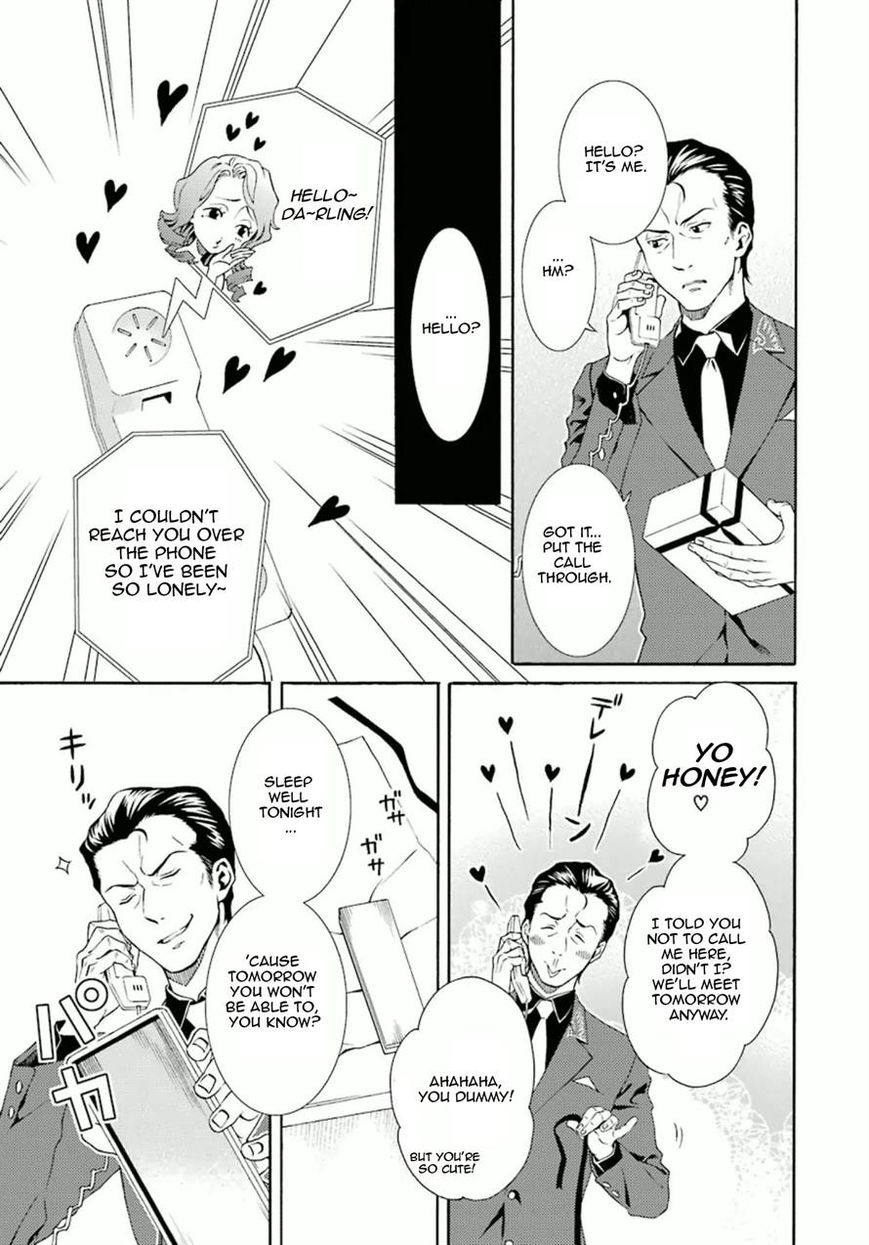 HELLO?
IT'S ME.
...
HM?
GOT IT...
PUT THE
CALL
THROUGH.
...
HELLO?
HELLO~
DA~RLING!
I COULDN'T
REACH YOU OVER
THE PHONE
SO I'VE BEEN
SO LONELY~
YO
HONEY!
♡
デレ
ーン
I TOLD YOU
NOT TO CALL
ME HERE,
DIDN'T I?
WE'LL MEET
TOMORROW
ANYWAY.
AHAHAHA,
YOU DUMMY!
BUT YOU'RE
SO CUTE!
ガサ
ガサ
SLEEP
WELL
TONIGHT
...
'CAUSE
TOMORROW
YOU WON'T
BE ABLE TO,
YOU KNOW?
キリッ
パカ